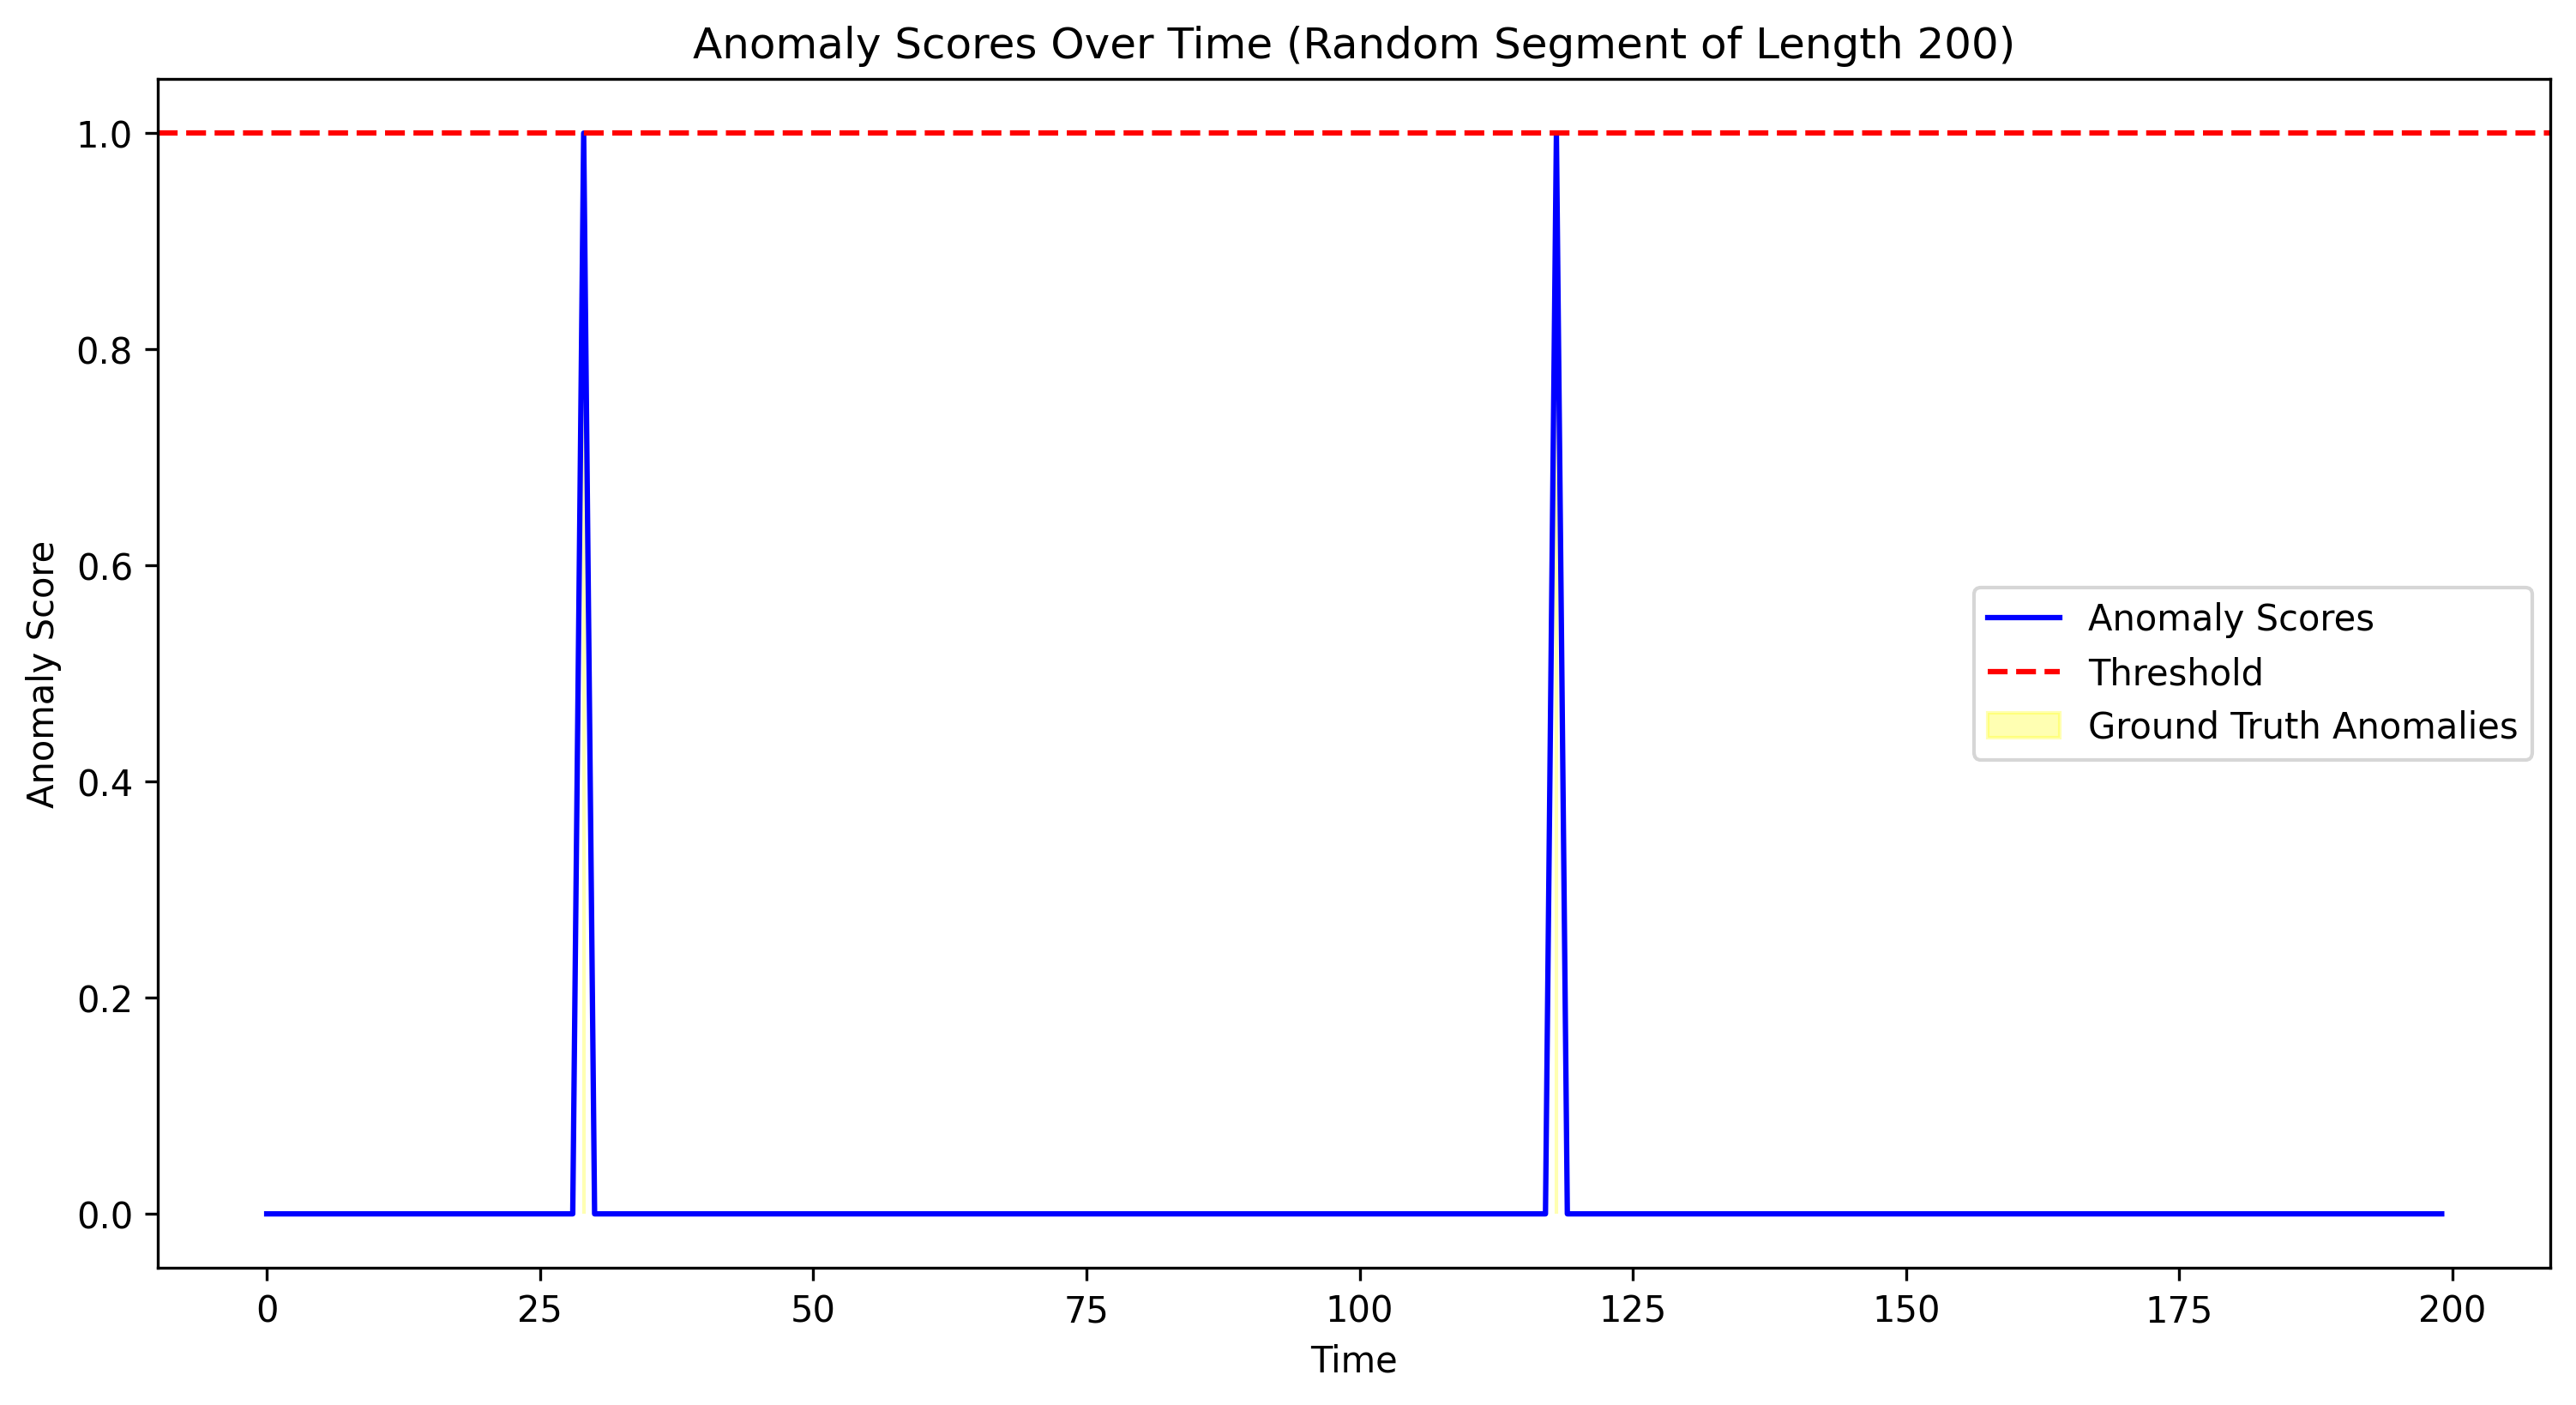 Anomaly Scores Over Time (Random Segment of Length 200)
Anomaly Score
1.0
0.8
0.6
0.4
0.2
0.0
Anomaly Scores
Threshold
Ground Truth Anomalies
0 25 50 75 100 125 150 175 200
Time